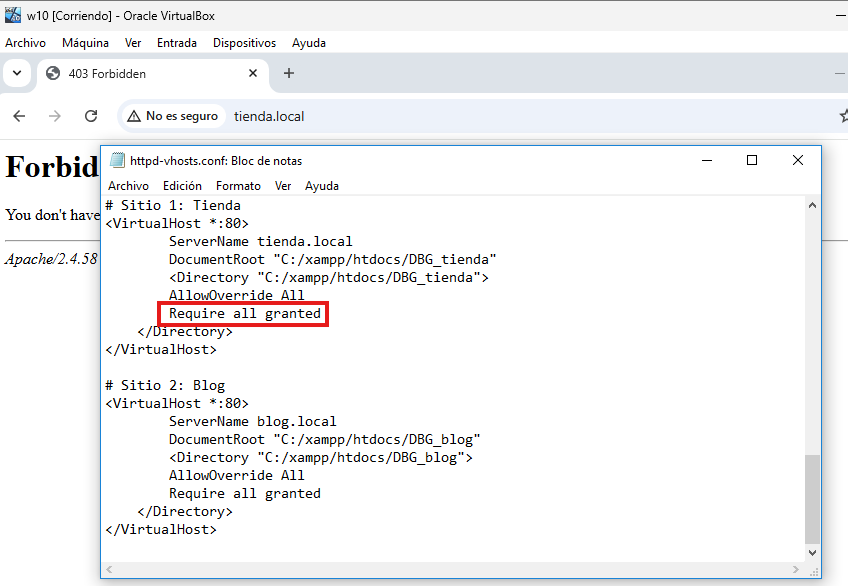 w10 [Corriendo] - Oracle VirtualBox
Archivo Máquina Ver Entrada Dispositivos Ayuda
403 Forbidden
No es seguro tienda.local
Forbid
You don't have
Apache/2.4.58
httpd-vhosts.conf: Bloc de notas
Archivo Edición Formato Ver Ayuda
# Sitio 1: Tienda
<VirtualHost *:80>
ServerName tienda.local
DocumentRoot "C:/xampp/htdocs/DBG_tienda"
<Directory "C:/xampp/htdocs/DBG_tienda">
AllowOverride All
Require all granted
</Directory>
</VirtualHost>
# Sitio 2: Blog
<VirtualHost *:80>
ServerName blog.local
DocumentRoot "C:/xampp/htdocs/DBG_blog"
<Directory "C:/xampp/htdocs/DBG_blog">
AllowOverride All
Require all granted
</Directory>
</VirtualHost>